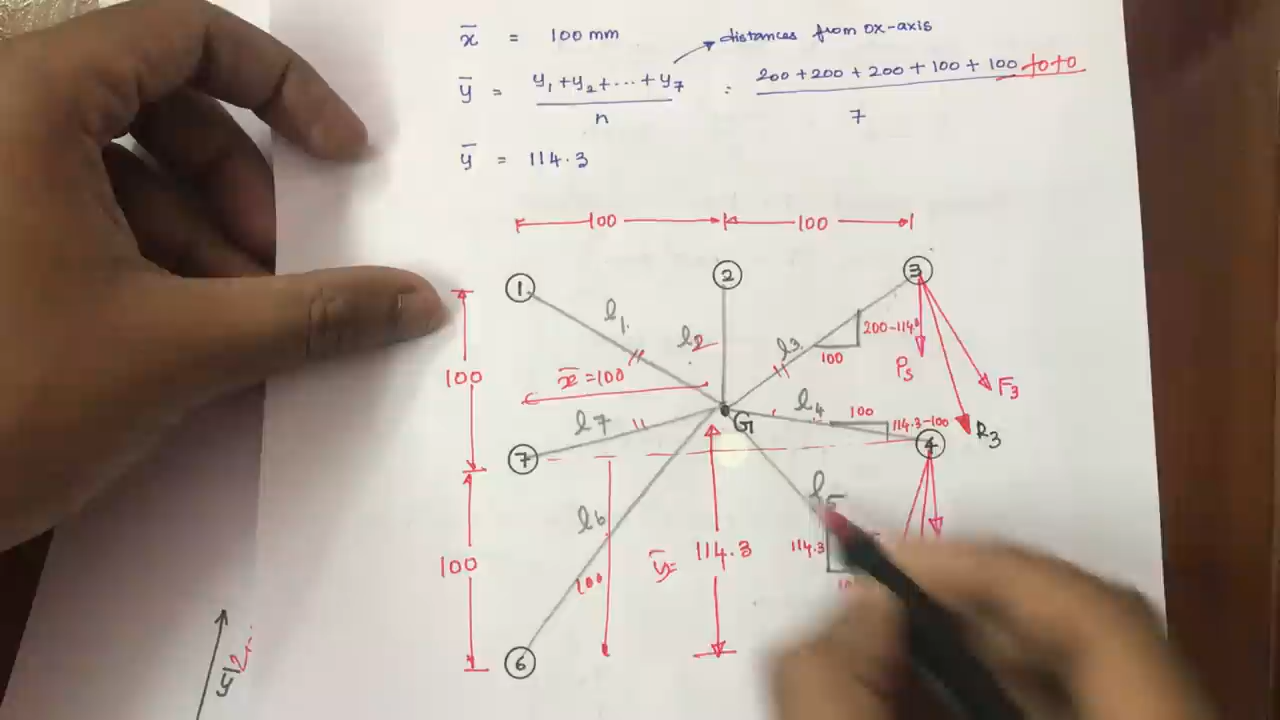 x̄ = 100 mm
distances from ox-axis
ȳ = y₁+y₂+...+y₇ / n = 200+200+200+100+100+0+0 / 7
ȳ = 114.3
100 100
1 2 3
l₁ l₂ l₃ 200-114.3
100
x̄=100
P₅ F₃
R₃
100
l₇ l₄ 100 114.3-100
G
7 4
l₅
l₆
100 100 ȳ= 114.3 114.3
6